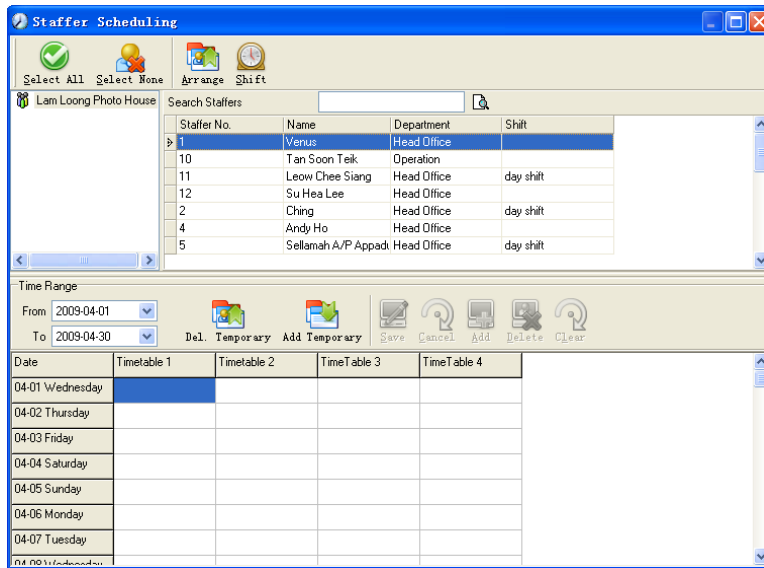 Staffer Scheduling
Select All Select None Arrange Shift
Lam Loong Photo House
Search Staffers
Staffer No. Name Department Shift
1 Venus Head Office
10 Tan Soon Teik Operation
11 Leow Chee Siang Head Office day shift
12 Su Hea Lee Head Office
2 Ching Head Office day shift
4 Andy Ho Head Office
5 Sellamah A/P Appadu Head Office day shift
Time Range
From 2009-04-01
To 2009-04-30
Del. Temporary Add Temporary Save Cancel Add Delete Clear
Date Timetable 1 Timetable 2 TimeTable 3 TimeTable 4
04-01 Wednesday
04-02 Thursday
04-03 Friday
04-04 Saturday
04-05 Sunday
04-06 Monday
04-07 Tuesday
04-08 Wednesday